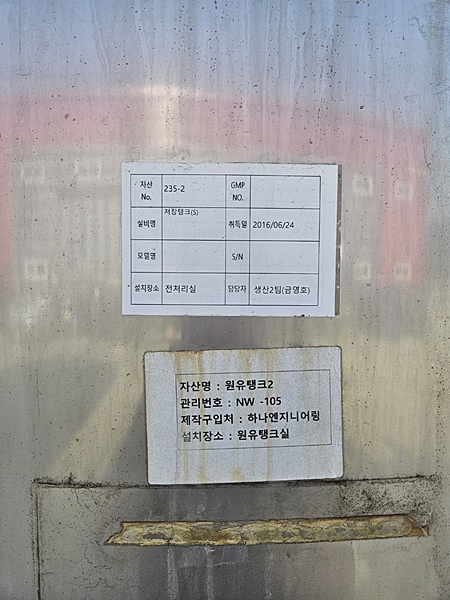 자산 No. 235-2 GMP NO.
설비명 저장탱크(S) 취득일 2016/06/24
모델명 S/N
설치장소 전처리실 담당자 생산2팀(금영호)
자산명 : 원유탱크2
관리번호 : NW -105
제작구입처 : 하나엔지니어링
설치장소 : 원유탱크실